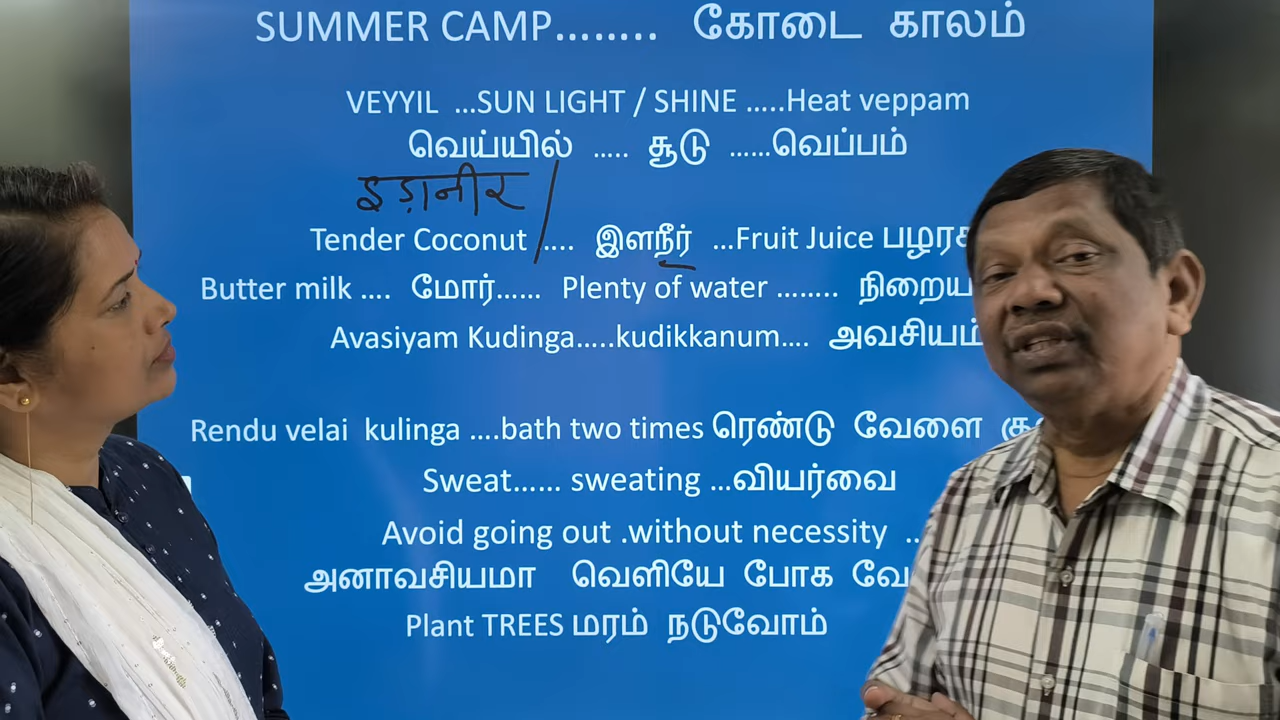 SUMMER CAMP........ கோடை காலம்
VEYYIL ...SUN LIGHT / SHINE .....Heat veppam
வெய்யில் ..... சூடு ......வெப்பம்
इड़ानीर /
Tender Coconut .... இளநீர் ...Fruit Juice
Butter milk .... மோர்...... Plenty of water ........ நிறைய
Avasiyam Kudinga.....kudikkanum.... அவசியம்
Rendu velai kulinga ....bath two times ரெண்டு வேளை
Sweat...... sweating ...வியர்வை
Avoid going out .without necessity ..
அனாவசியமா வெளியே போக
Plant TREES மரம் நடுவோம்